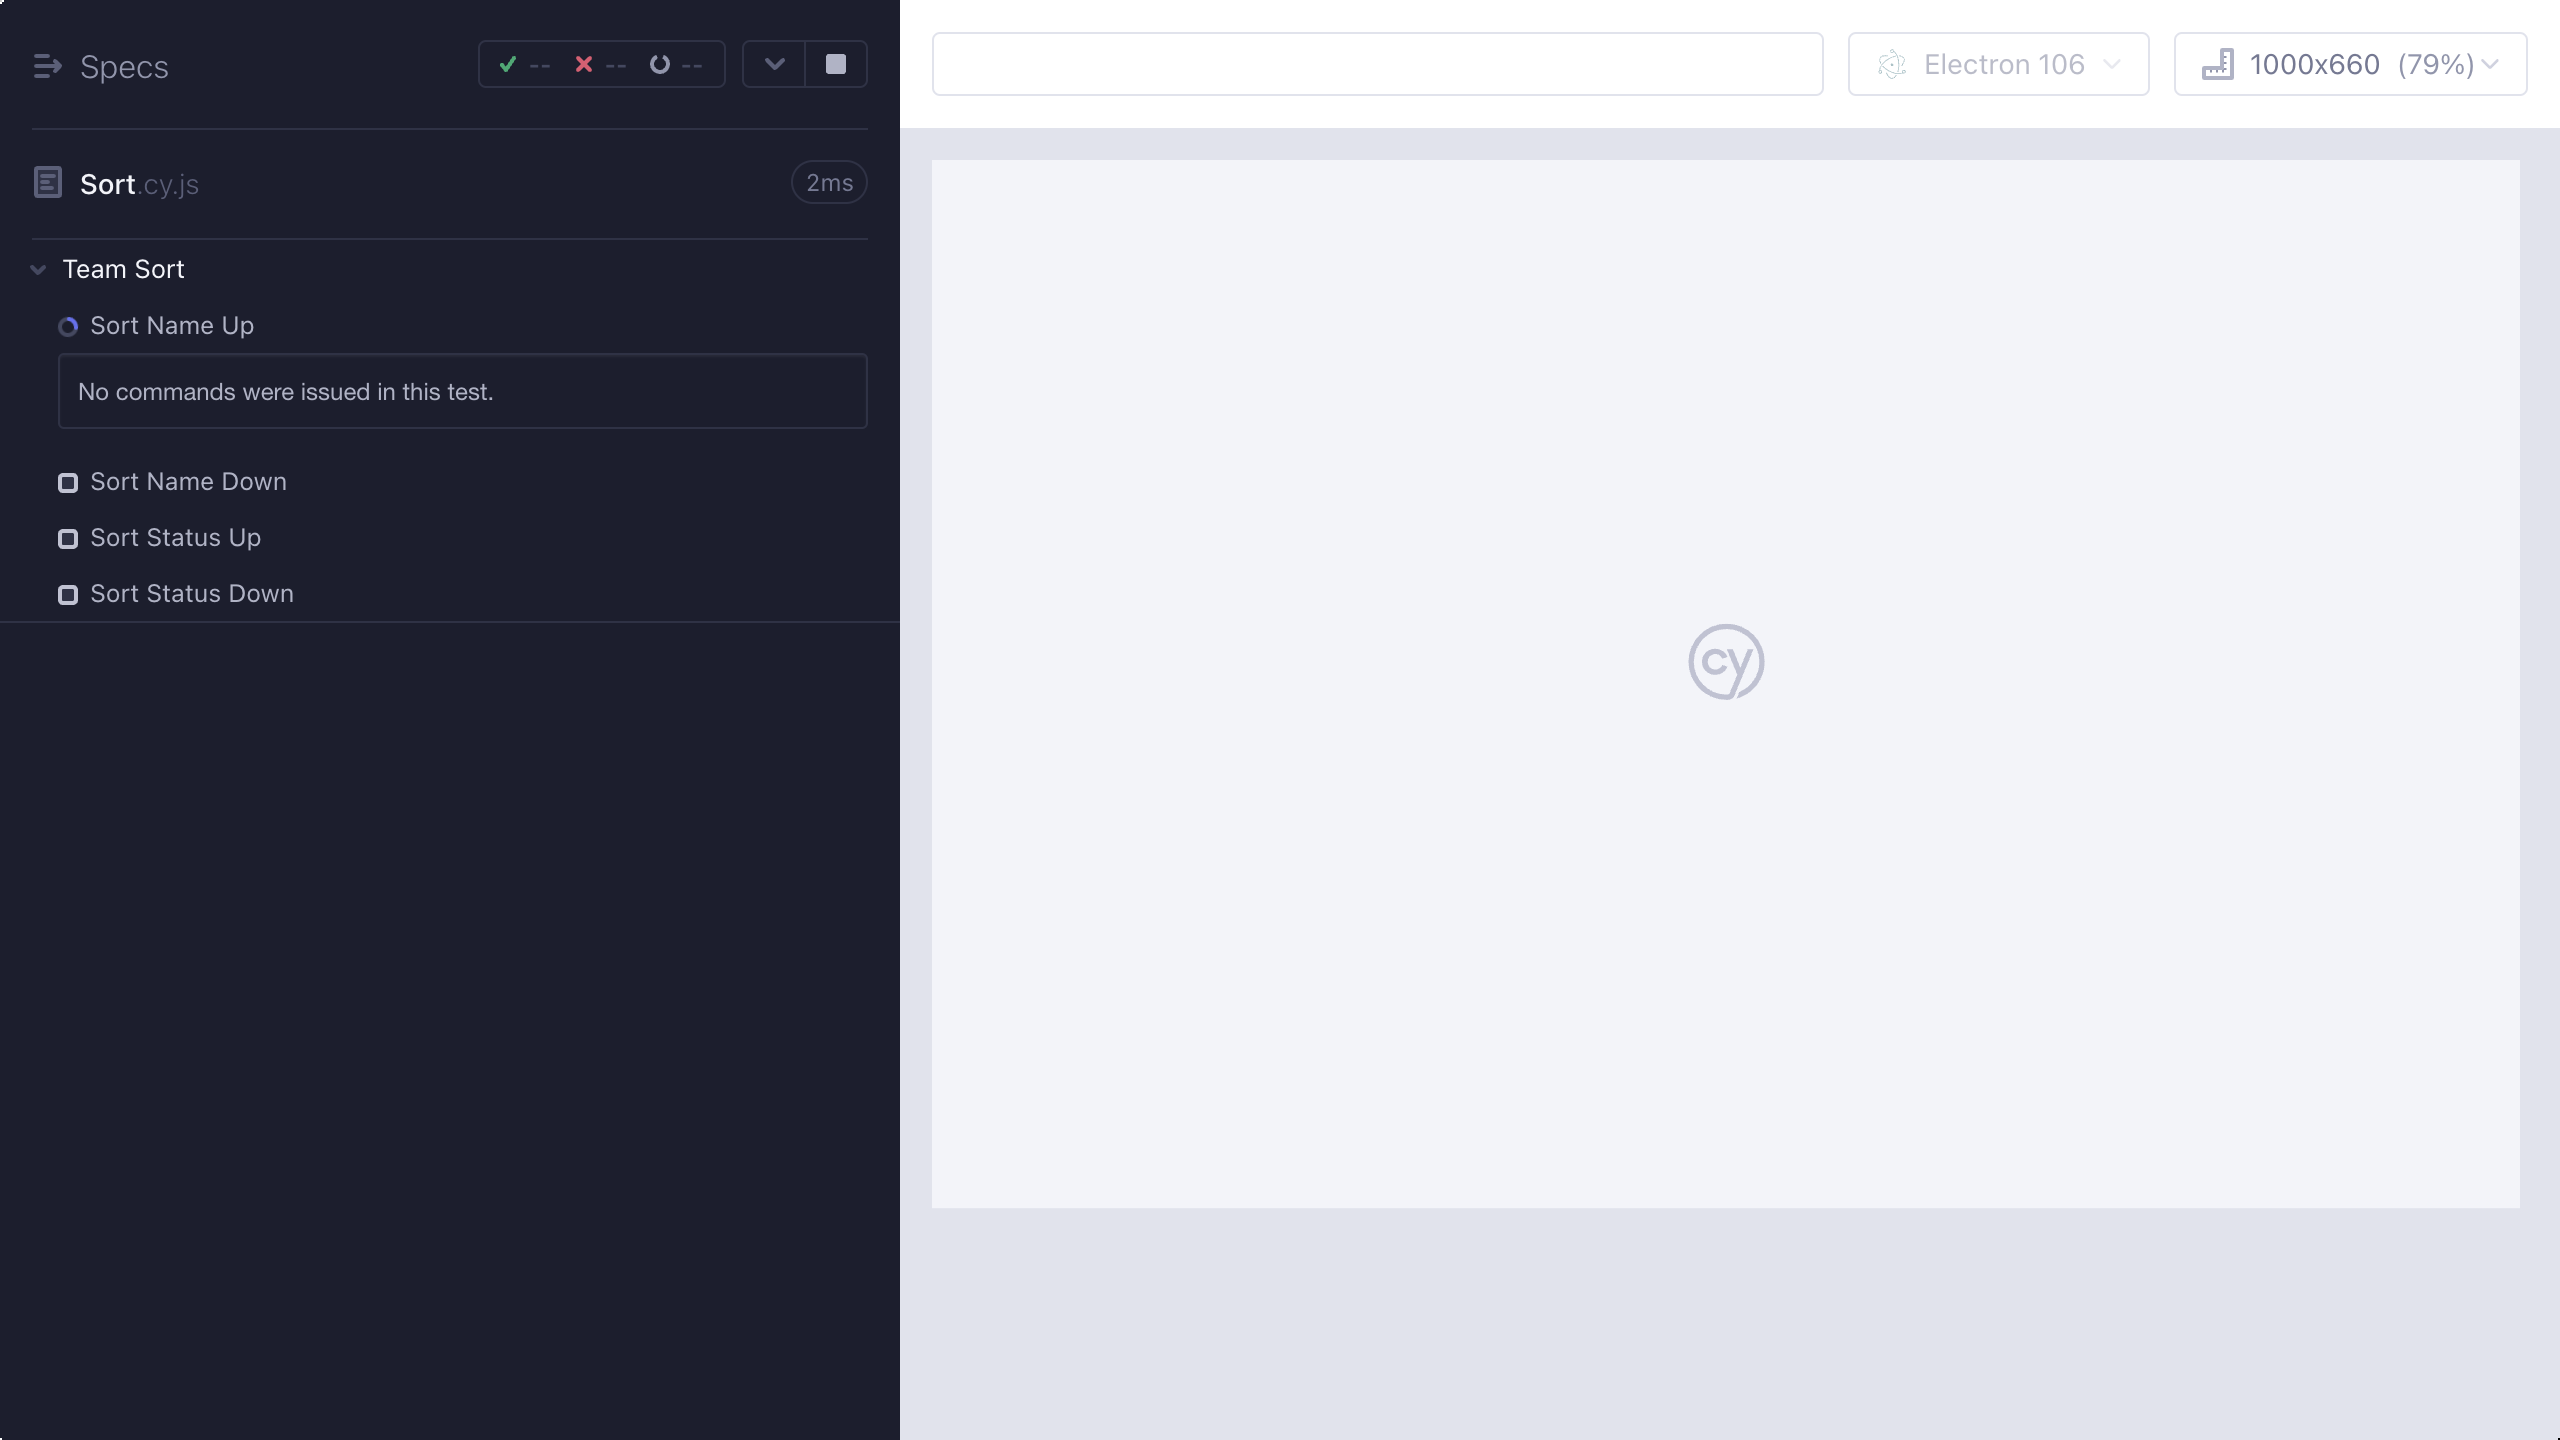 Specs
-- -- --
Sort.cy.js
2ms
Team Sort
Sort Name Up
No commands were issued in this test.
Sort Name Down
Sort Status Up
Sort Status Down
Electron 106
1000x660 (79%)
cy